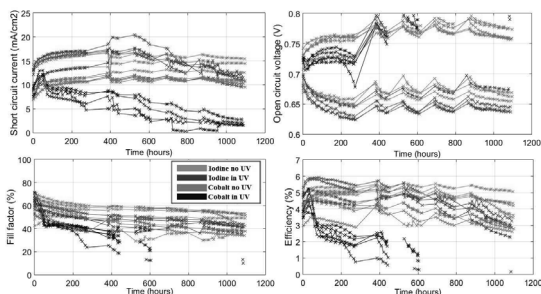 Short circuit current (mA/cm2)
25
20
15
10
5
0
0 200 400 600 800 1000 1200
Time (hours)
Open circuit voltage (V)
0.8
0.75
0.7
0.65
0.6
0 200 400 600 800 1000 1200
Time (hours)
Fill factor (%)
100
80
60
40
20
0
0 200 400 600 800 1000 1200
Time (hours)
Iodine no UV
Iodine in UV
Cobalt no UV
Cobalt in UV
Efficiency (%)
7
6
5
4
3
2
1
0
0 200 400 600 800 1000 1200
Time (hours)